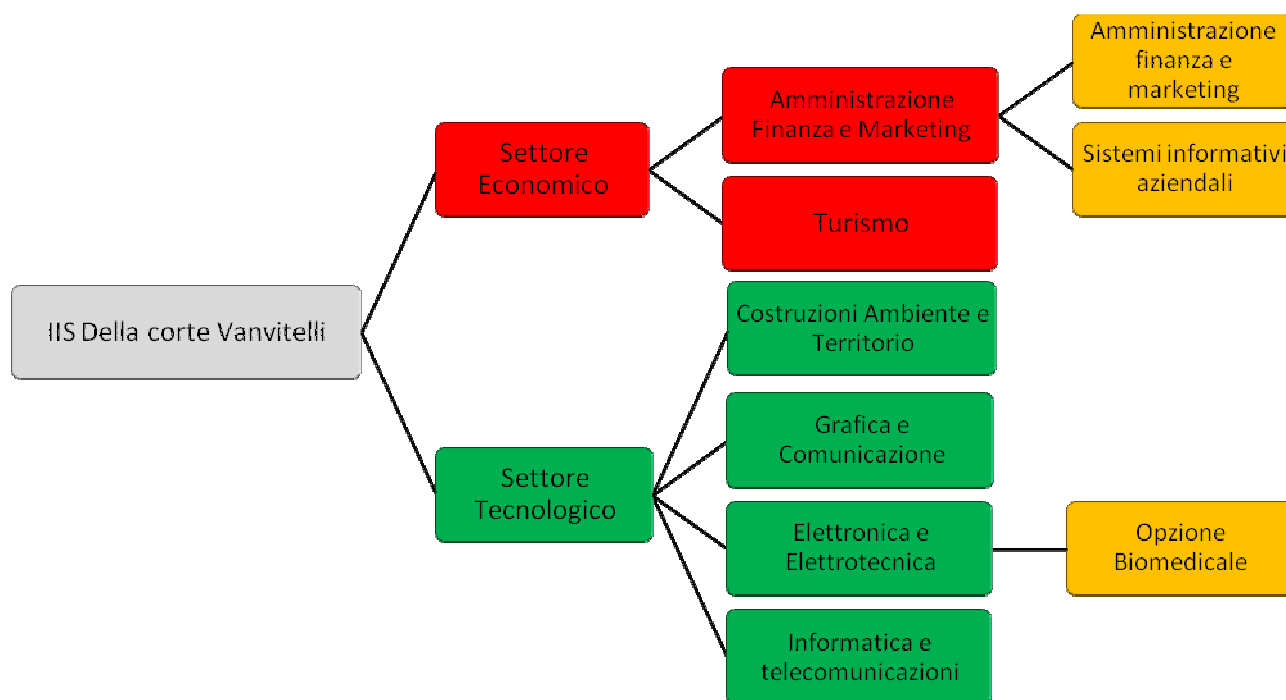 IIS Della corte Vanvitelli
Settore
Economico
Amministrazione
Finanza e Marketing
Amministrazione
finanza e
marketing
Sistemi informativi
aziendali
Turismo
Settore
Tecnologico
Costruzioni Ambiente e
Territorio
Grafica e
Comunicazione
Elettronica e
Elettrotecnica
Opzione
Biomedicale
Informatica e
telecomunicazioni